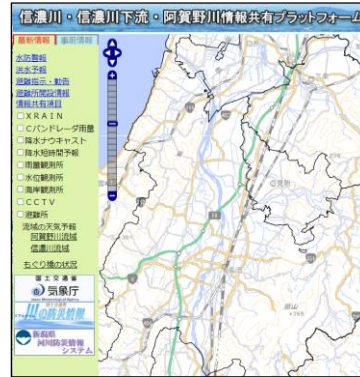 信濃川・信濃川下流・阿賀野川情報共有プラットフォーム
最新情報 事前情報
水防警報
洪水予報
避難指示・勧告
避難所開設情報
情報共有項目
ＸＲＡＩＮ
Ｃバンドレーダ雨量
降水ナウキャスト
降水短時間予報
雨量観測所
水位観測所
海岸観測所
ＣＣＴＶ
避難所
流域の天気予報
阿賀野川流域
信濃川流域
もぐり橋の状況
国土交通省
気象庁
川の防災情報
新潟県
河川防災情報
システム